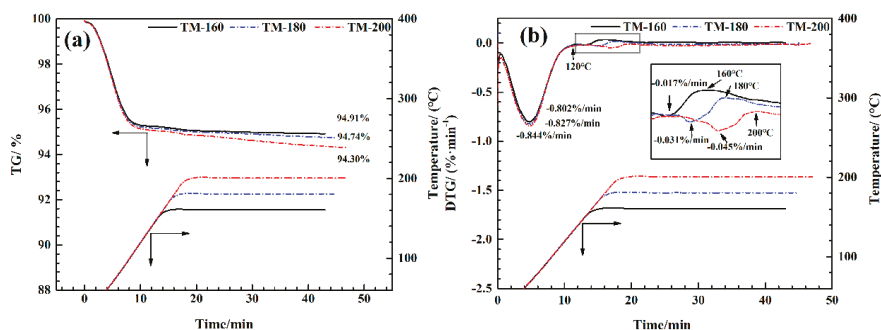 TM-160 TM-180 TM-200
(a)
100
98
96
94
92
90
88
TG/ %
400
300
200
100
Temperature/ (°C)
94.91%
94.74%
94.30%
0 10 20 30 40 50
Time/min
TM-160 TM-180 TM-200
(b)
0.0
-0.5
-1.0
-1.5
-2.0
-2.5
DTG/ (%·min⁻¹)
400
300
200
100
Temperature/ (°C)
120°C
-0.802%/min
-0.827%/min
-0.844%/min
160°C
-0.017%/min
180°C
200°C
-0.031%/min
-0.045%/min
0 10 20 30 40 50
Time/min